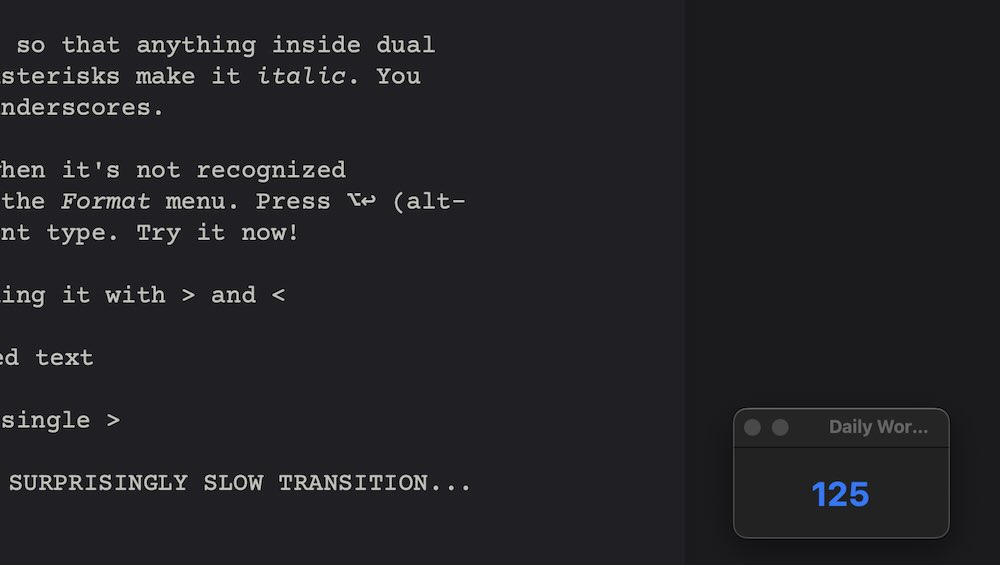 so that anything inside dual
sterisks make it italic. You
nderscores.
hen it's not recognized
the Format menu. Press ⌥↩ (alt-
nt type. Try it now!
ing it with > and <
ed text
single >
SURPRISINGLY SLOW TRANSITION...
Daily Wor...
125